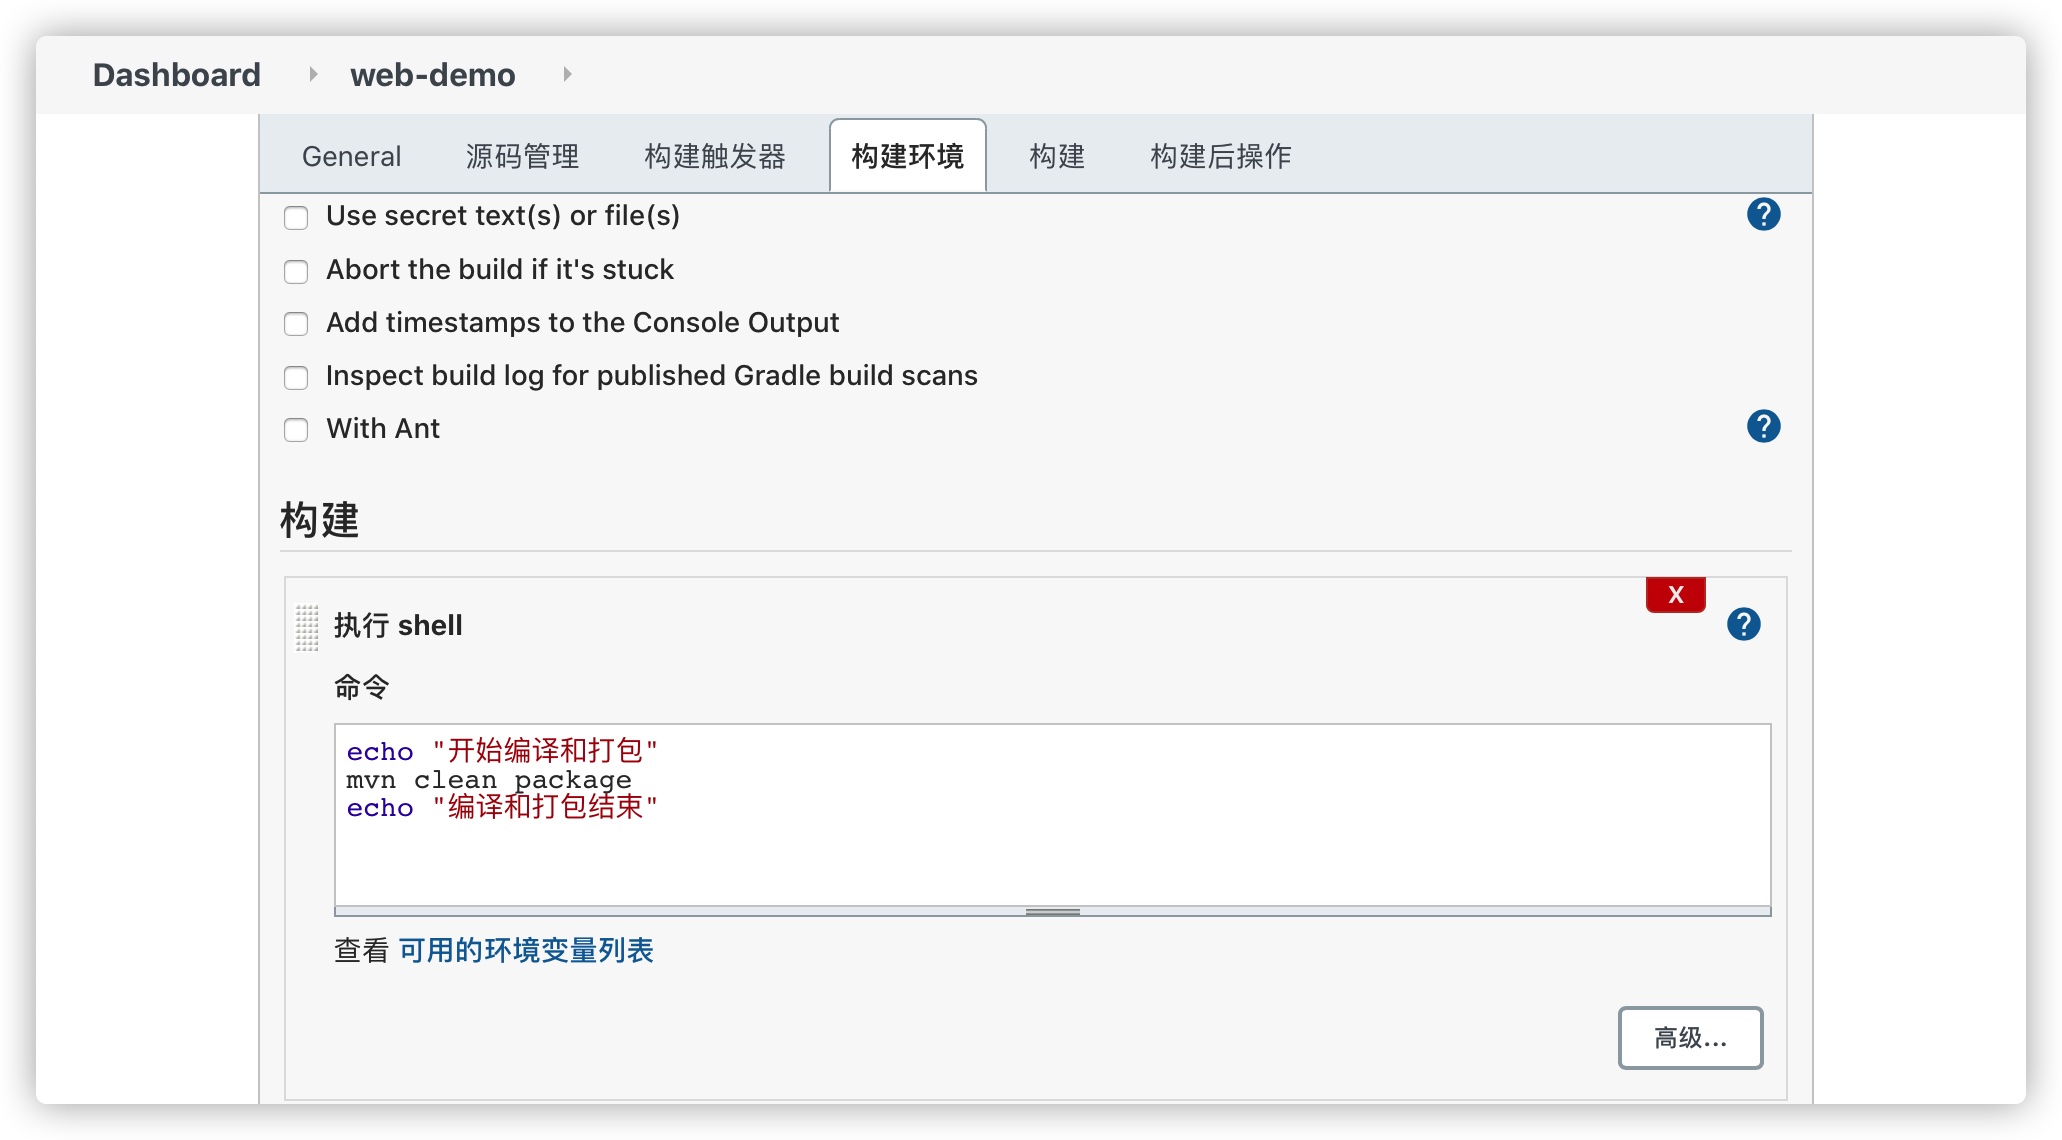 Dashboard web-demo
General 源码管理 构建触发器 构建环境 构建 构建后操作
Use secret text(s) or file(s)
Abort the build if it's stuck
Add timestamps to the Console Output
Inspect build log for published Gradle build scans
With Ant
构建
X
执行 shell
命令
echo "开始编译和打包"
mvn clean package
echo "编译和打包结束"
查看 可用的环境变量列表
高级...